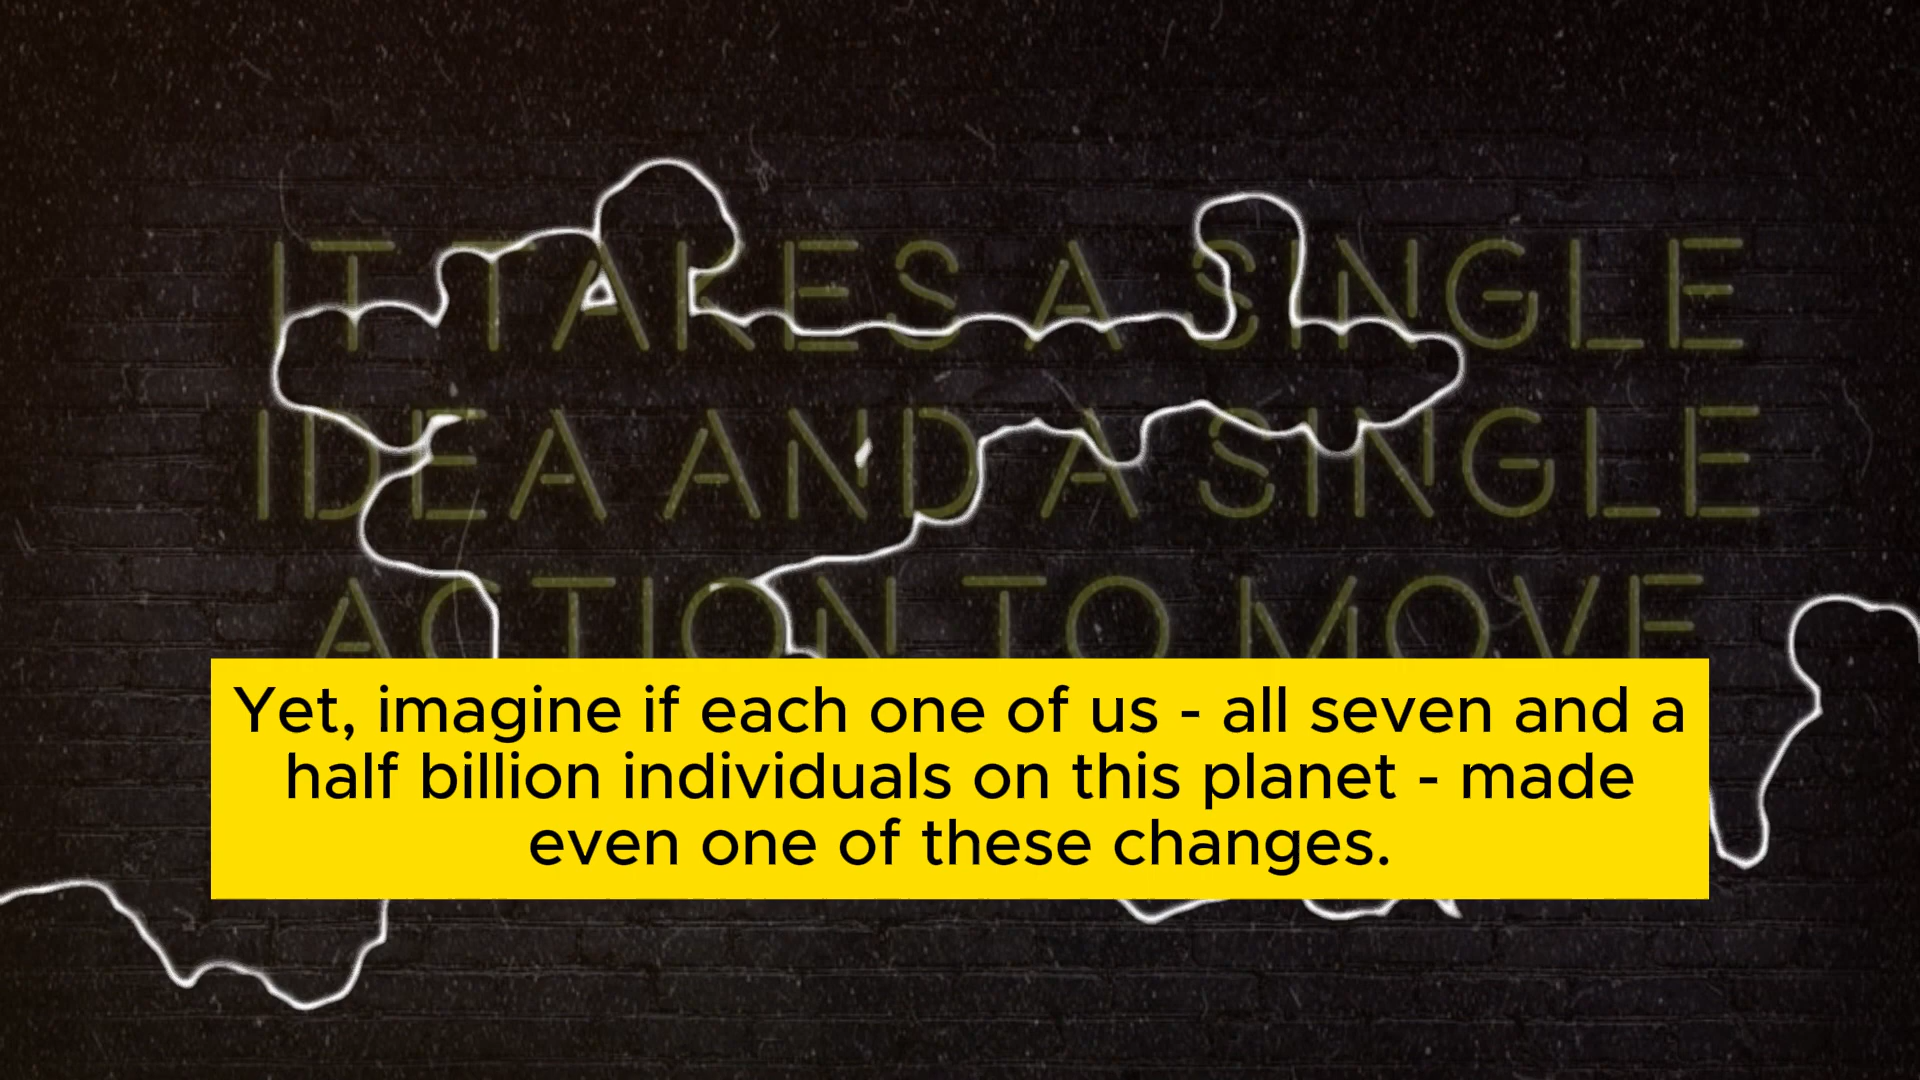 IT TAKES A SINGLE
IDEA AND A SINGLE
ACTION TO MOVE
Yet, imagine if each one of us - all seven and a
half billion individuals on this planet - made
even one of these changes.